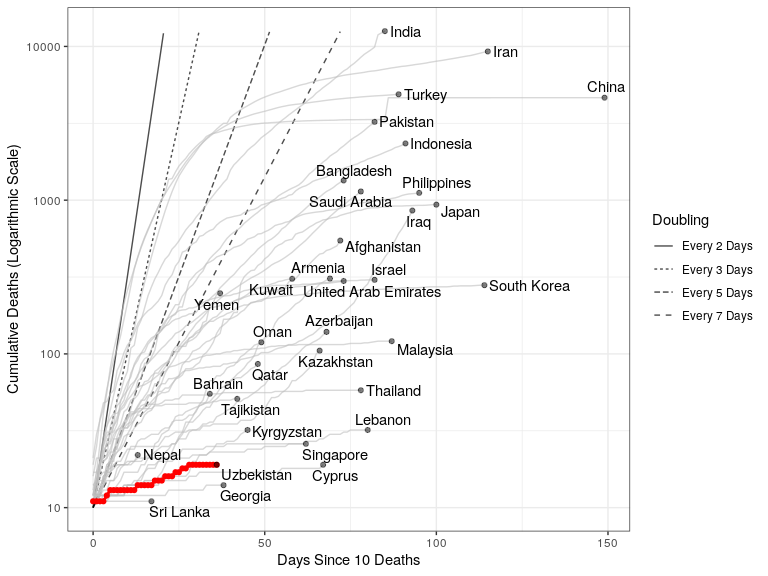 India
Iran
China
Turkey
Pakistan
Indonesia
Bangladesh
Philippines
Saudi Arabia
Japan
Iraq
Afghanistan
Armenia
Israel
Kuwait
United Arab Emirates
South Korea
Yemen
Azerbaijan
Oman
Malaysia
Kazakhstan
Qatar
Bahrain
Thailand
Tajikistan
Lebanon
Kyrgyzstan
Nepal
Singapore
Uzbekistan
Cyprus
Georgia
Sri Lanka
10000
1000
100
10
0
50
100
150
Days Since 10 Deaths
Cumulative Deaths (Logarithmic Scale)
Doubling
Every 2 Days
Every 3 Days
Every 5 Days
Every 7 Days